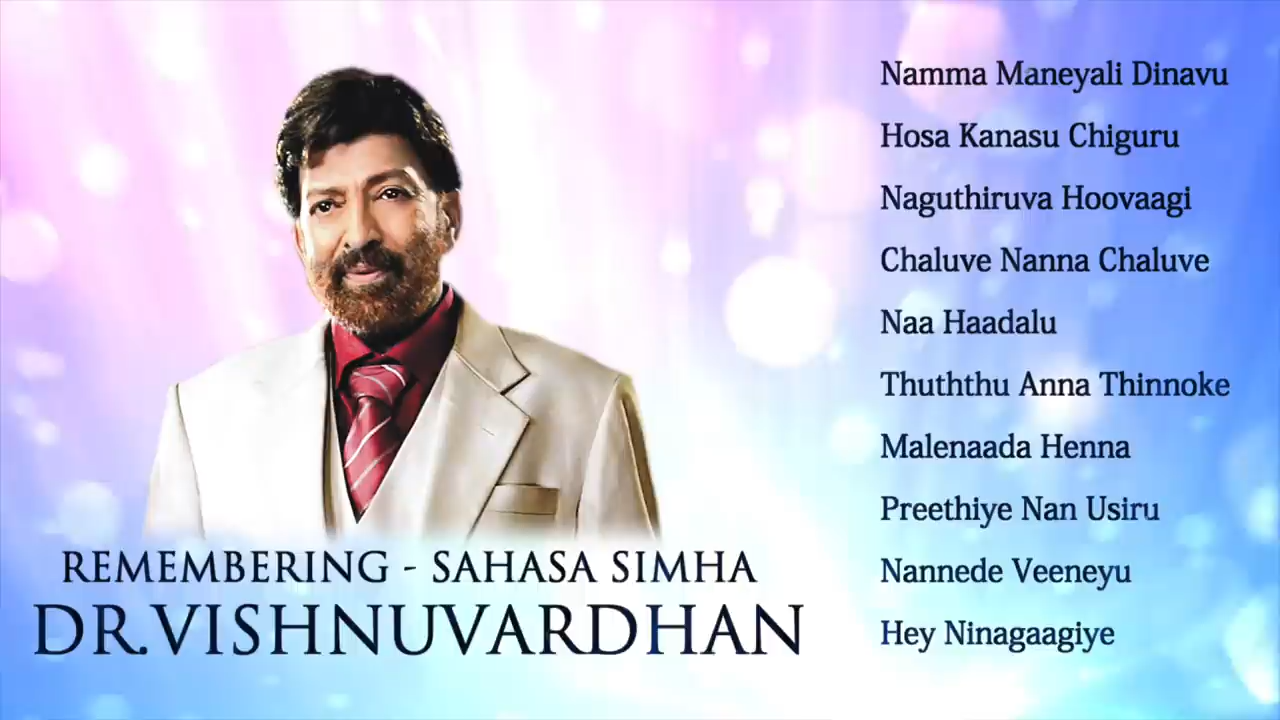 Namma Maneyali Dinavu
Hosa Kanasu Chiguru
Naguthiruva Hoovaagi
Chaluve Nanna Chaluve
Naa Haadalu
Thuththu Anna Thinnoke
Malenaada Henna
Preethiye Nan Usiru
Nannede Veeneyu
Hey Ninagaagiye
REMEMBERING - SAHASA SIMHA
DR.VISHNUVARDHAN